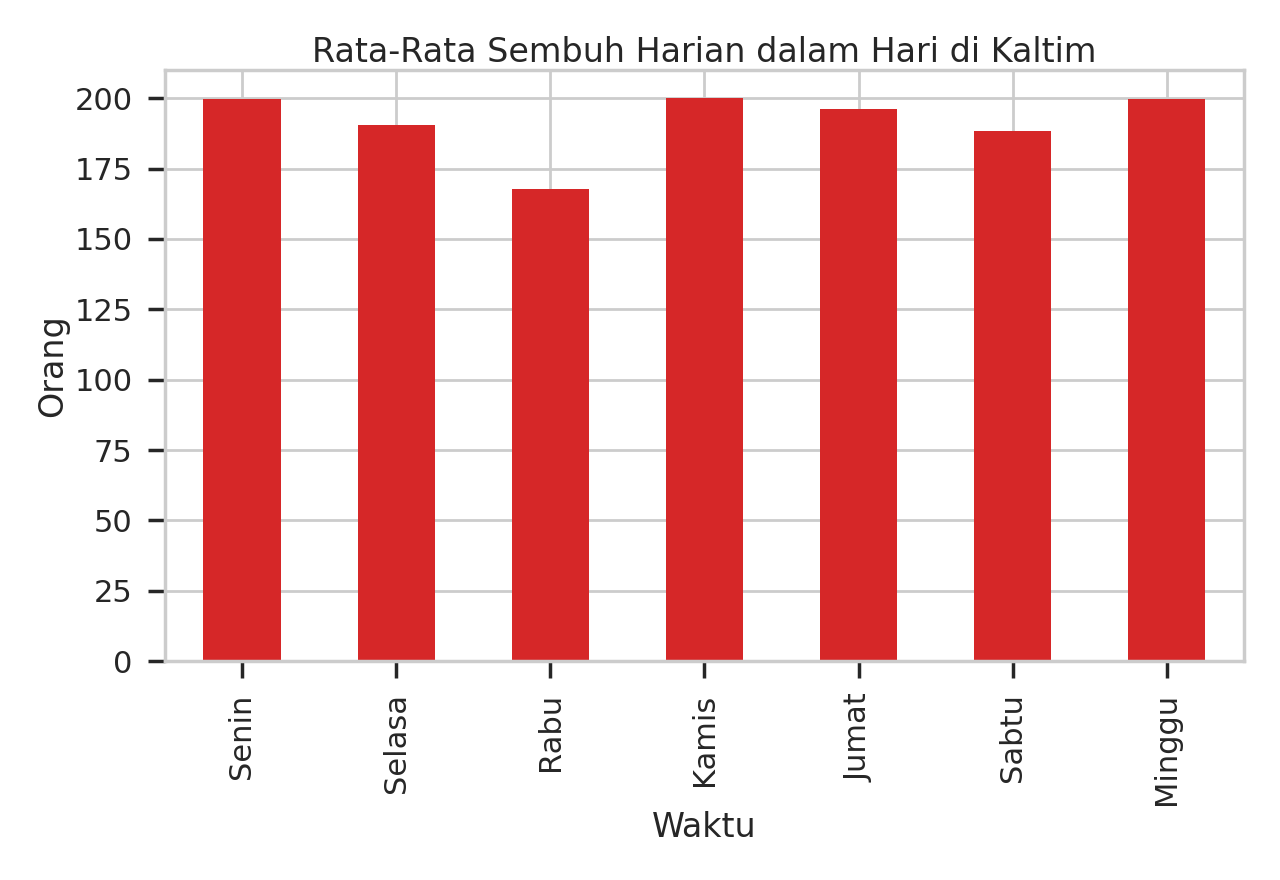 Rata-Rata Sembuh Harian dalam Hari di Kaltim
200
175
150
125
100
75
50
25
0
Orang
Senin
Selasa
Rabu
Kamis
Jumat
Sabtu
Minggu
Waktu